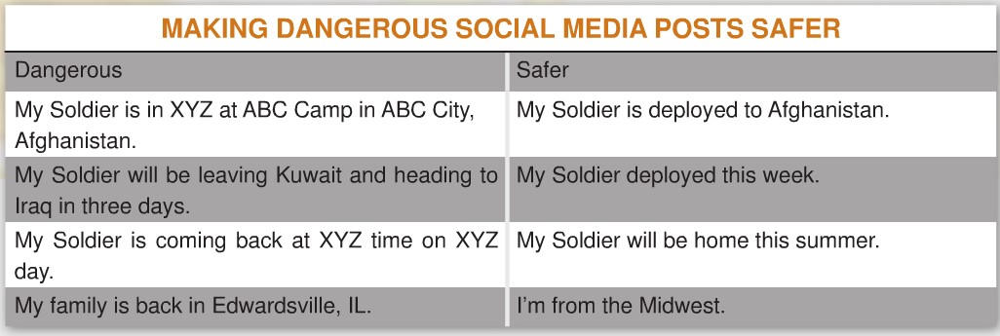 MAKING DANGEROUS SOCIAL MEDIA POSTS SAFER
Dangerous
Safer
My Soldier is in XYZ at ABC Camp in ABC City,
Afghanistan.
My Soldier is deployed to Afghanistan.
My Soldier will be leaving Kuwait and heading to
Iraq in three days.
My Soldier deployed this week.
My Soldier is coming back at XYZ time on XYZ
day.
My Soldier will be home this summer.
My family is back in Edwardsville, IL.
I'm from the Midwest.